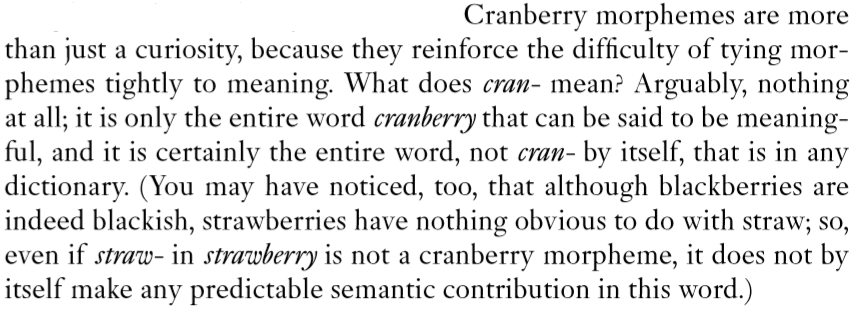 Cranberry morphemes are more
than just a curiosity, because they reinforce the difficulty of tying mor-
phemes tightly to meaning. What does cran- mean? Arguably, nothing
at all; it is only the entire word cranberry that can be said to be meaning-
ful, and it is certainly the entire word, not cran- by itself, that is in any
dictionary. (You may have noticed, too, that although blackberries are
indeed blackish, strawberries have nothing obvious to do with straw; so,
even if straw- in strawberry is not a cranberry morpheme, it does not by
itself make any predictable semantic contribution in this word.)